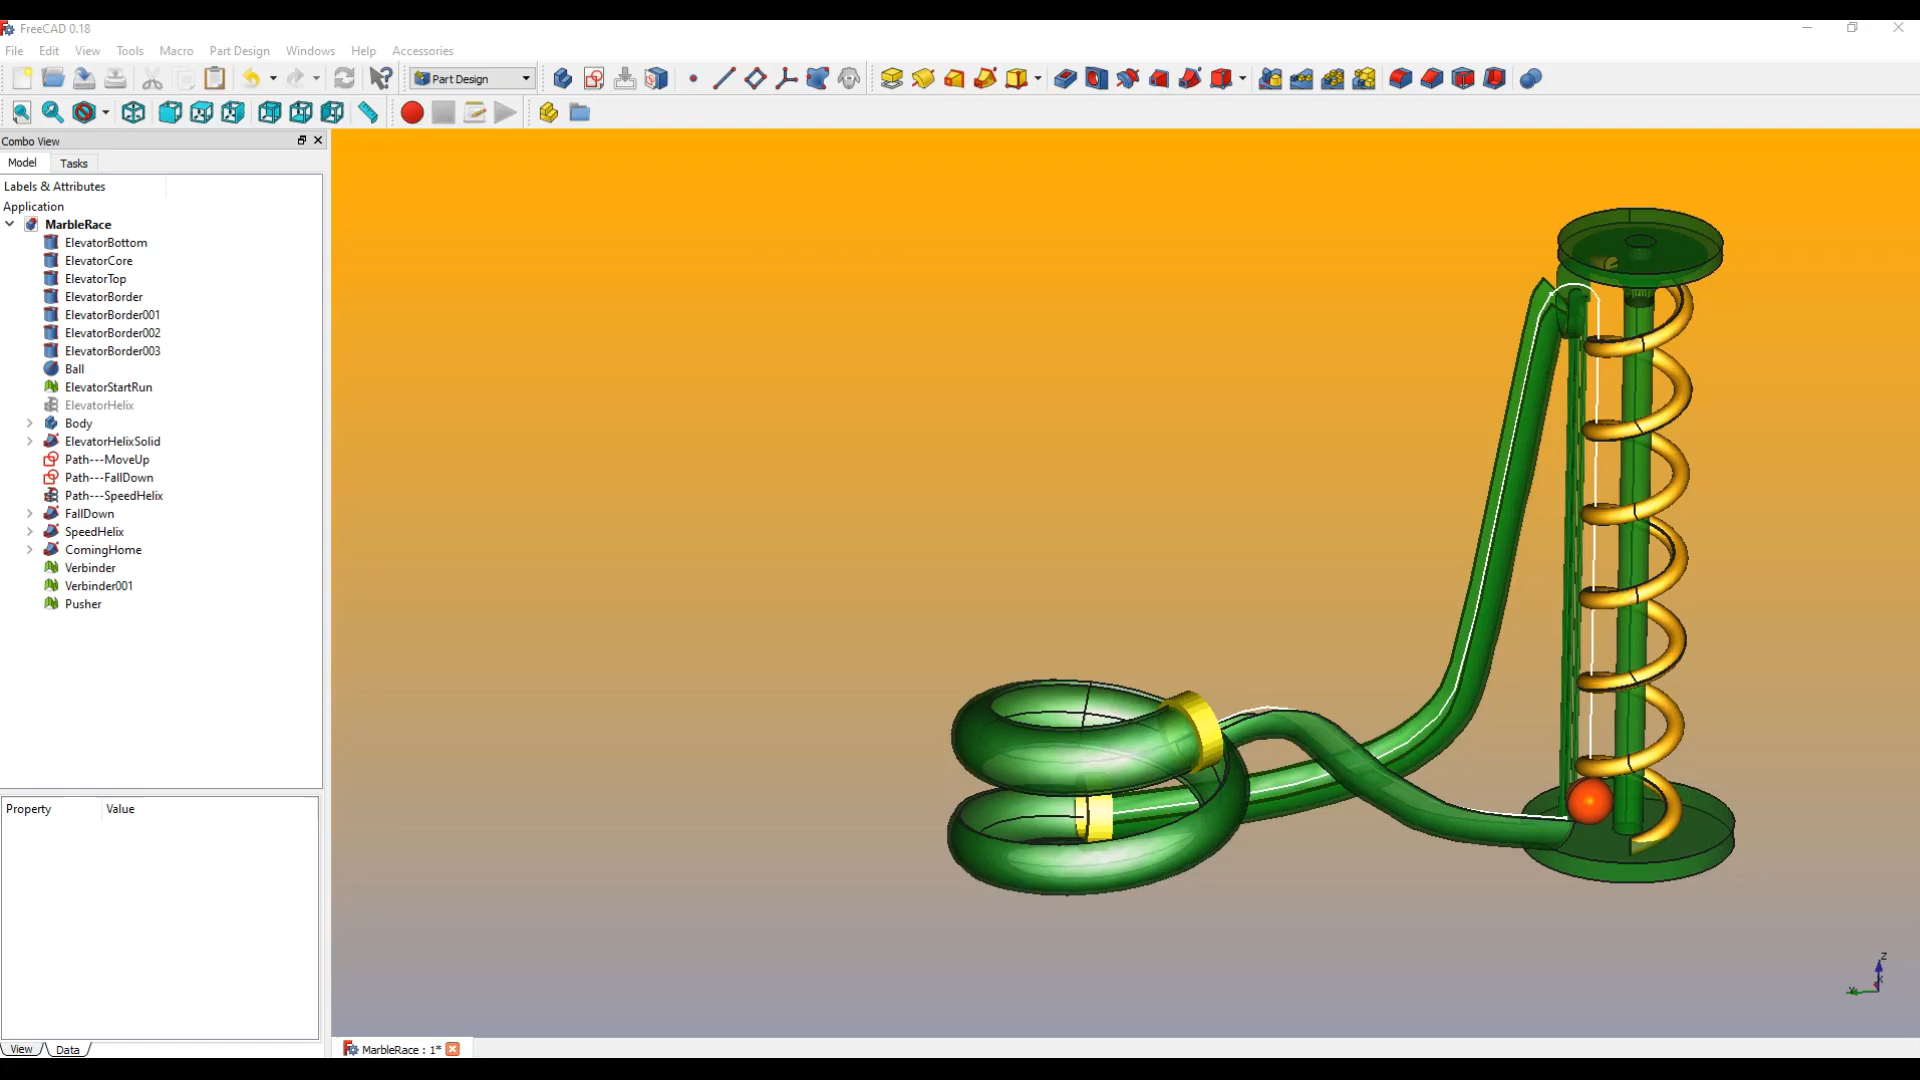 FreeCAD 0.18
File Edit View Tools Macro Part Design Windows Help Accessories
Part Design
Combo View
Model Tasks
Labels & Attributes
Application
MarbleRace
ElevatorBottom
ElevatorCore
ElevatorTop
ElevatorBorder
ElevatorBorder001
ElevatorBorder002
ElevatorBorder003
Ball
ElevatorStartRun
ElevatorHelix
Body
ElevatorHelixSolid
Path---MoveUp
Path---FallDown
Path---SpeedHelix
FallDown
SpeedHelix
ComingHome
Verbinder
Verbinder001
Pusher
Property Value
Z
View Data
MarbleRace : 1*